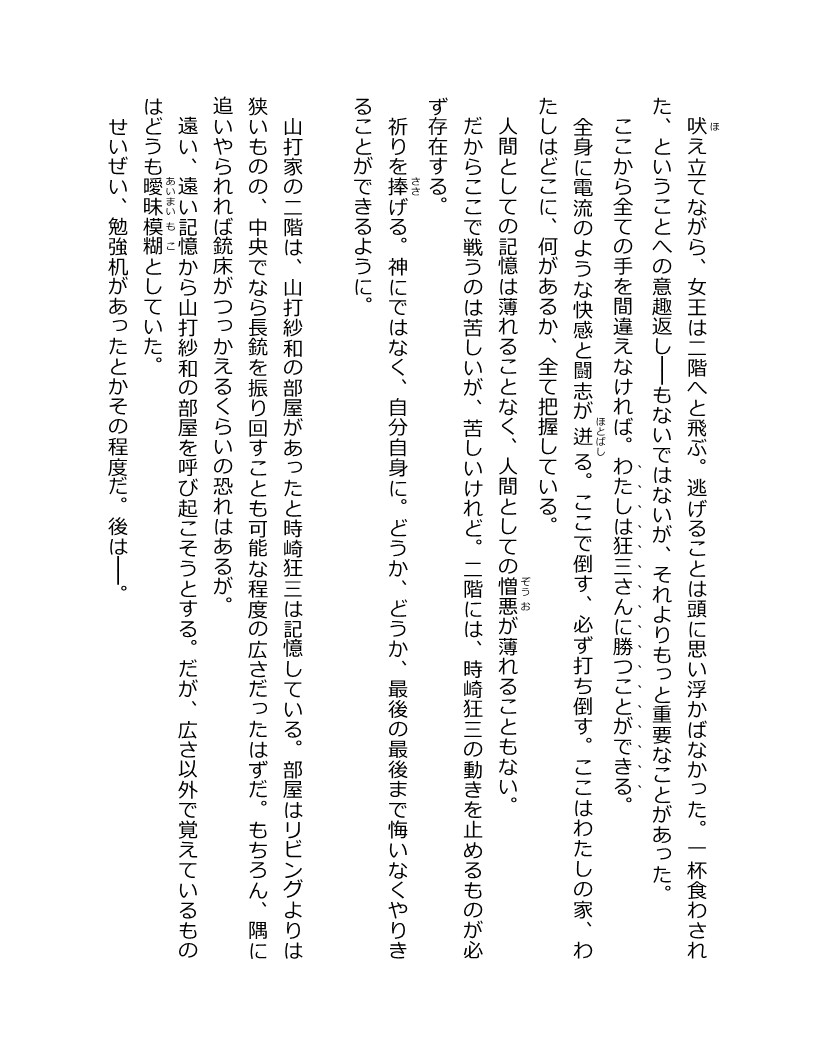 吠え立てながら、女王は二階へと飛ぶ。逃げることは頭に思い浮かばなかった。一杯食わされ
た、ということへの意趣返し──もないではないが、それよりもっと重要なことがあった。
ここから全ての手を間違えなければ。わたしは狂三さんに勝つことができる。
全身に電流のような快感と闘志が迸る。ここで倒す、必ず打ち倒す。ここはわたしの家、わ
たしはどこに、何があるか、全て把握している。
人間としての記憶は薄れることなく、人間としての憎悪が薄れることもない。
だからここで戦うのは苦しいが、苦しいけれど。二階には、時崎狂三の動きを止めるものが必
ず存在する。
祈りを捧げる。神にではなく、自分自身に。どうか、どうか、最後の最後まで悔いなくやりき
ることができるように。
山打家の二階は、山打紗和の部屋があったと時崎狂三は記憶している。部屋はリビングよりは
狭いものの、中央でなら長銃を振り回すことも可能な程度の広さだったはずだ。もちろん、隅に
追いやられれば銃床がつっかえるくらいの恐れはあるが。
遠い、遠い記憶から山打紗和の部屋を呼び起こそうとする。だが、広さ以外で覚えているもの
はどうも曖昧模糊としていた。
せいぜい、勉強机があったとかその程度だ。後は──。